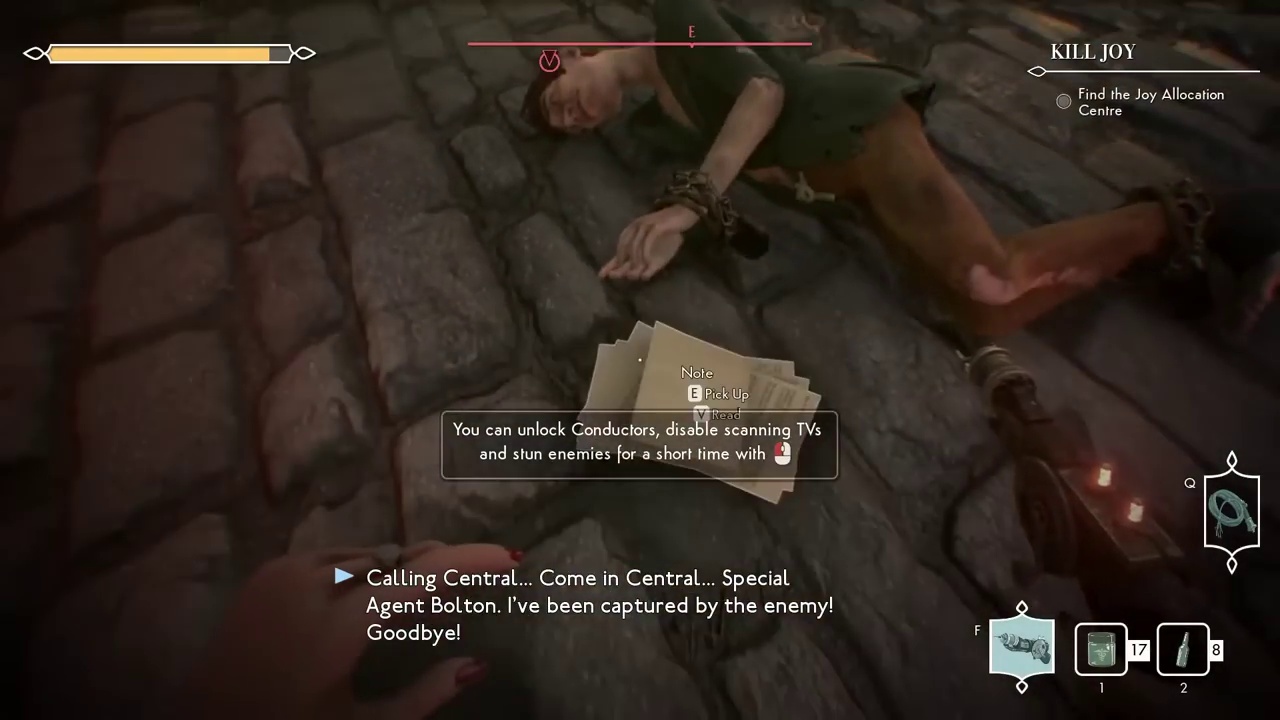 E
V
KILL JOY
Find the Joy Allocation
Centre
Note
E Pick Up
V Read
You can unlock Conductors, disable scanning TVs
and stun enemies for a short time with
Q
Calling Central... Come in Central... Special
Agent Bolton. I've been captured by the enemy!
Goodbye!
F
17
8
1
2